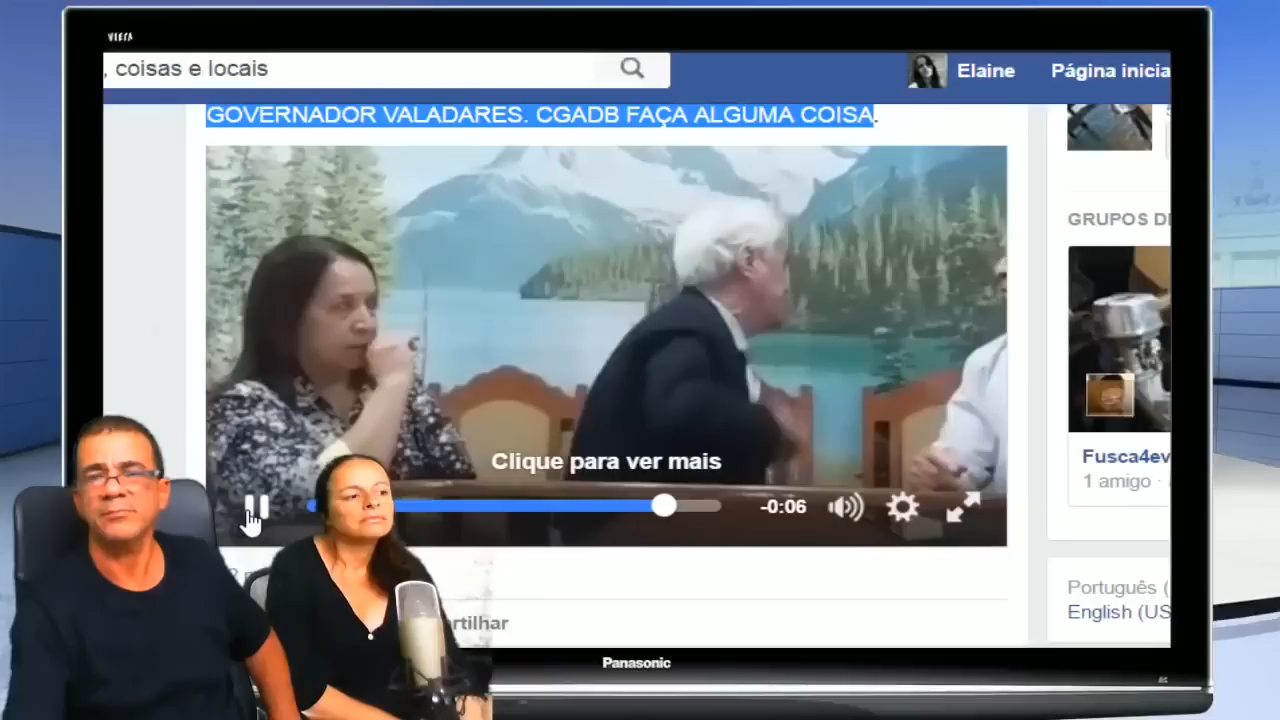 VIERA
, coisas e locais
Elaine
Página inicia
GOVERNADOR VALADARES. CGADB FAÇA ALGUMA COISA.
GRUPOS D
Clique para ver mais
-0:06
Fusca4ev
1 amigo ·
Português (
English (US
rtilhar
Panasonic